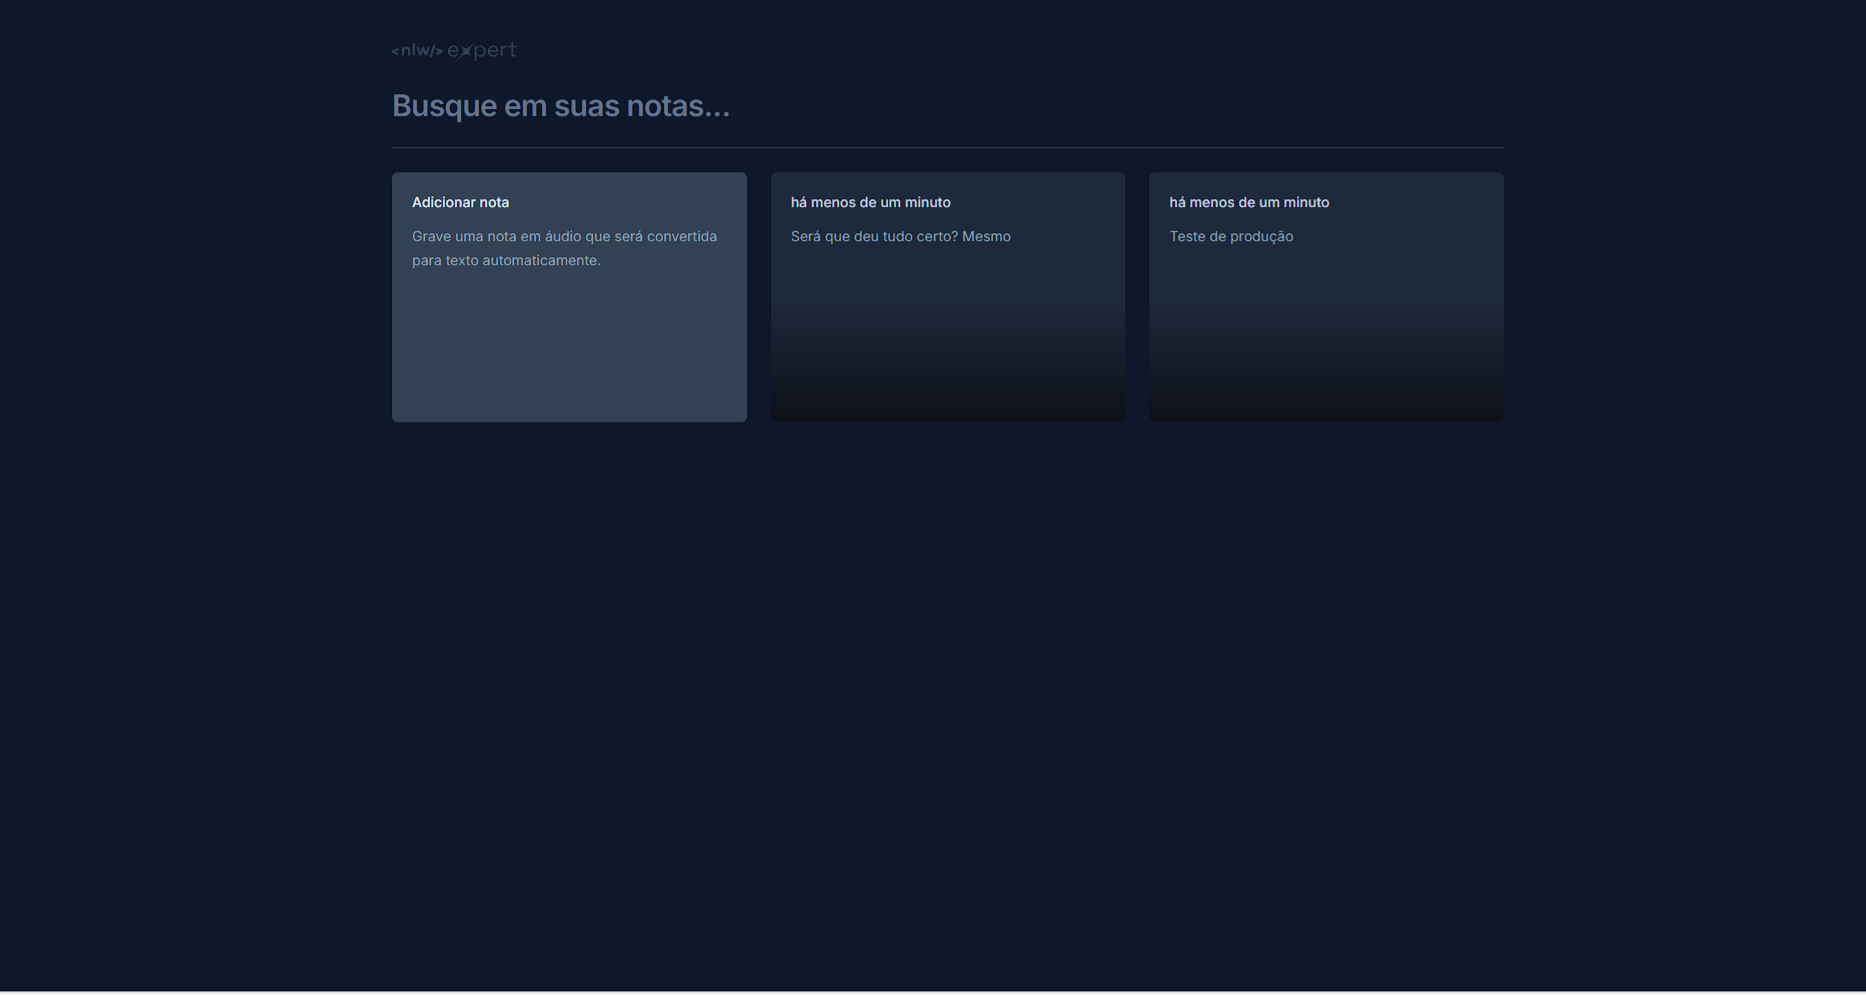 <nlw/> expert
Busque em suas notas...
Adicionar nota
Grave uma nota em áudio que será convertida
para texto automaticamente.
há menos de um minuto
Será que deu tudo certo? Mesmo
há menos de um minuto
Teste de produção